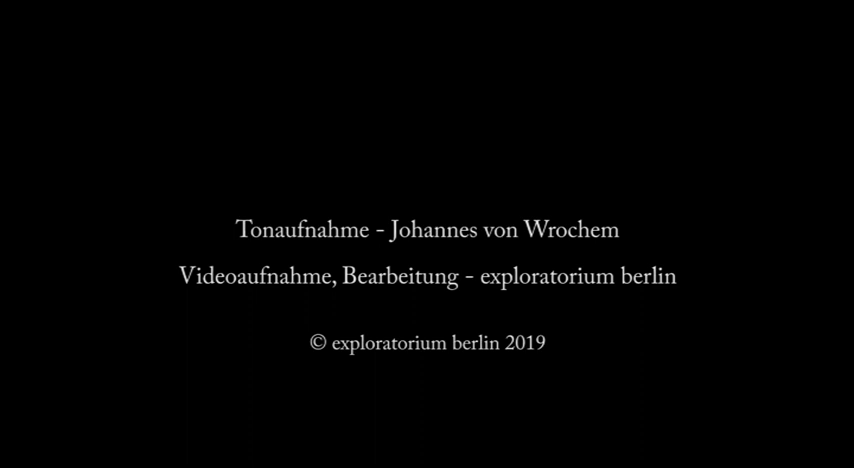 Tonaufnahme - Johannes von Wrochem
Videoaufnahme, Bearbeitung - exploratorium berlin
© exploratorium berlin 2019